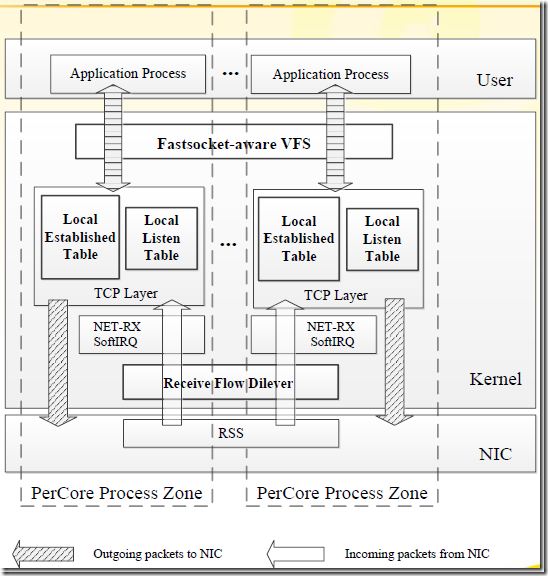 Application Process
...
Application Process
User
Fastsocket-aware VFS
Local
Established
Table
Local
Listen
Table
TCP Layer
...
Local
Established
Table
Local
Listen
Table
TCP Layer
NET-RX
SoftIRQ
NET-RX
SoftIRQ
Receive Flow Dilever
Kernel
RSS
NIC
PerCore Process Zone
PerCore Process Zone
Outgoing packets to NIC
Incoming packets from NIC